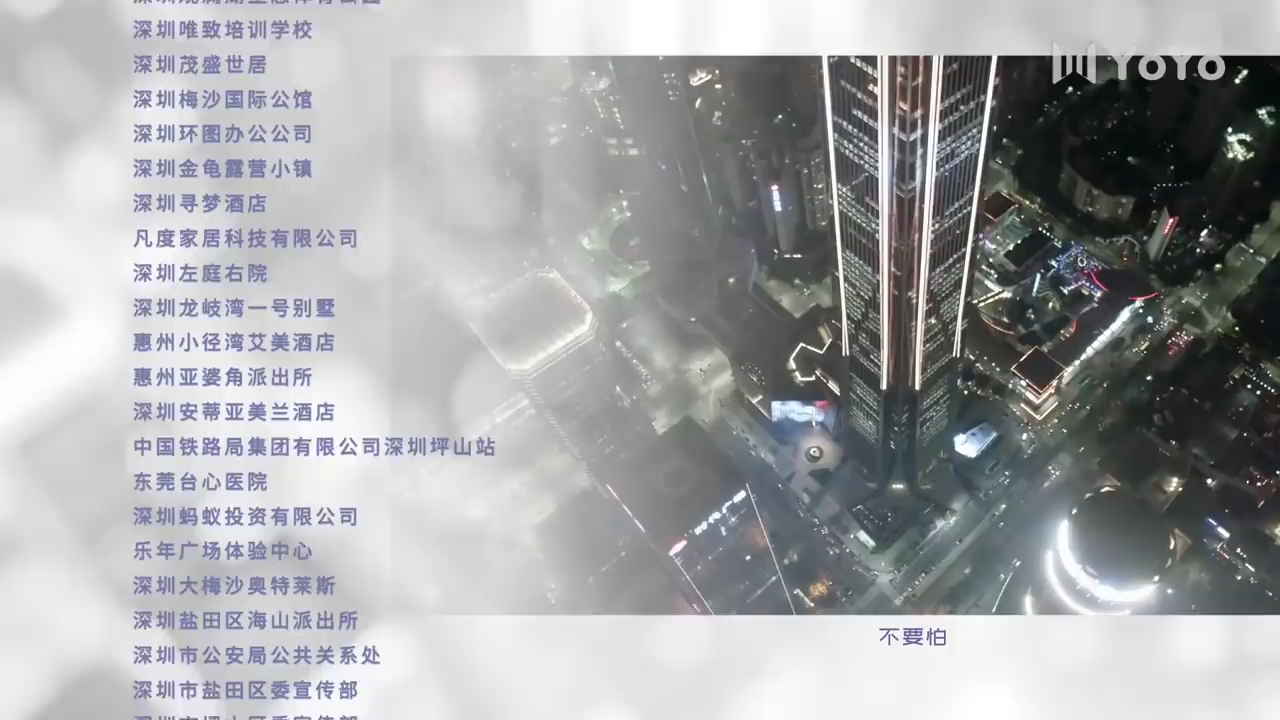 深圳唯致培训学校
深圳茂盛世居
深圳梅沙国际公馆
深圳环图办公公司
深圳金龟露营小镇
深圳寻梦酒店
凡度家居科技有限公司
深圳左庭右院
深圳龙岐湾一号别墅
惠州小径湾艾美酒店
惠州亚婆角派出所
深圳安蒂亚美兰酒店
中国铁路局集团有限公司深圳坪山站
东莞台心医院
深圳蚂蚁投资有限公司
乐年广场体验中心
深圳大梅沙奥特莱斯
深圳盐田区海山派出所
深圳市公安局公共关系处
深圳市盐田区委宣传部
YOYO
不要怕